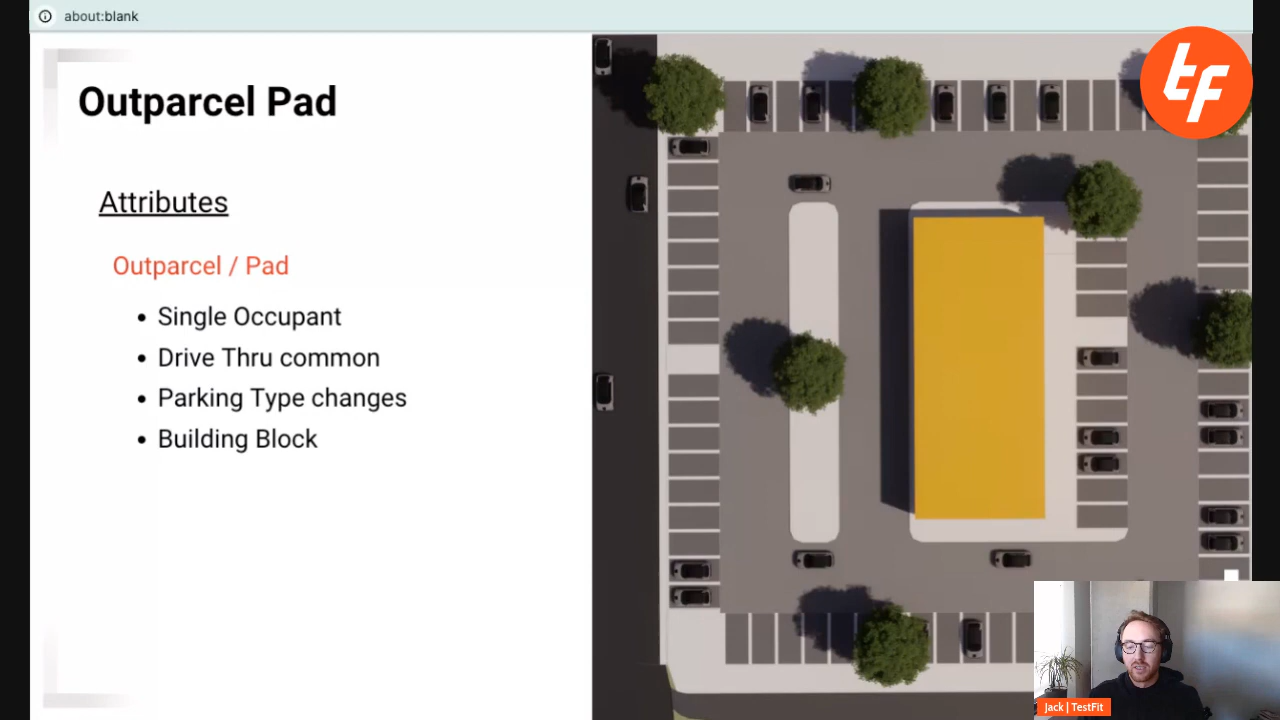 about:blank
Outparcel Pad
Attributes
Outparcel / Pad
• Single Occupant
• Drive Thru common
• Parking Type changes
• Building Block
tf
Jack | TestFit